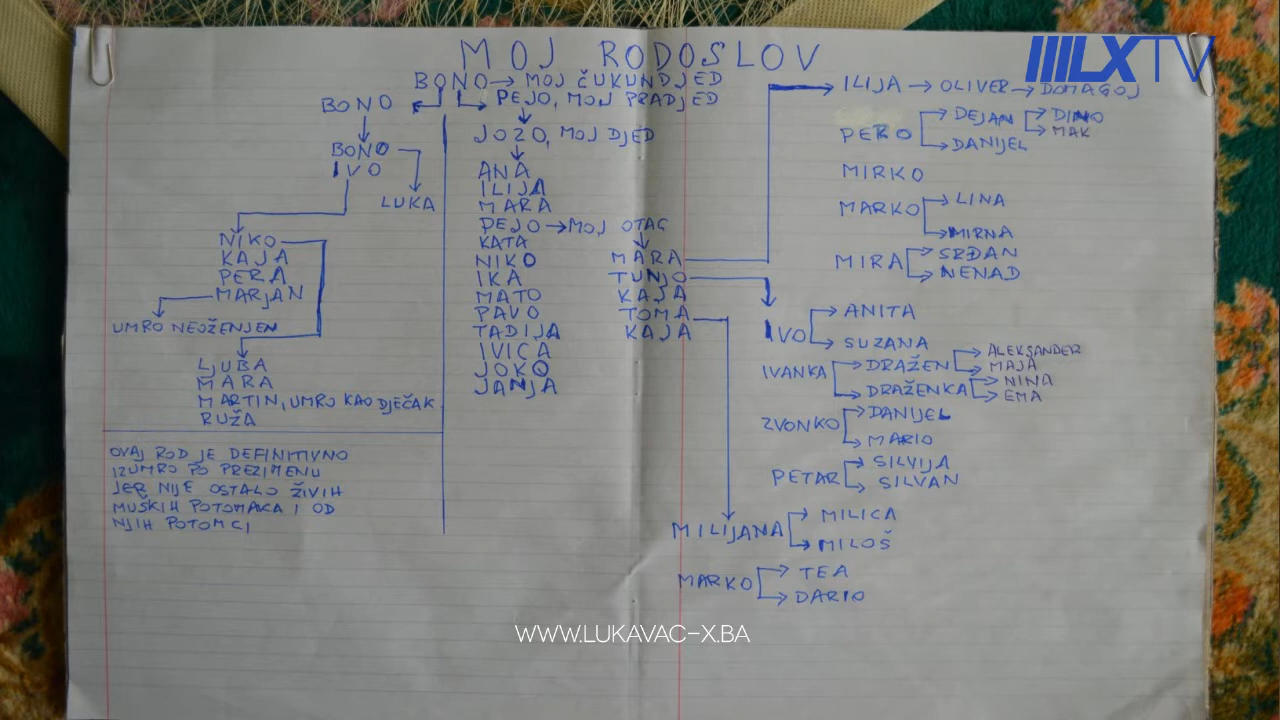 MOJ RODOSLOV
LXTV
BONO → MOJ ČUKUNDJED
BONO
PEJO, MOJ PRADJED
JOZO, MOJ DJED
BONO
IVO
LUKA
NIKO
KAJA
PERA
MARJAN
UMRO NEOŽENJEN
LJUBA
MARA
MARTIN, UMRO KAO DJEČAK
RUŽA
OVAJ ROD JE DEFINITIVNO
IZUMRO PO PREZIMENU
JER NIJE OSTALO ŽIVIH
MUSKIH POTOMAKA I OD
NJIH POTOMCI
ANA
ILIJA
MARA
PEJO → MOJ OTAC
KATA
NIKO
IKA
MATO
PAVO
TADIJA
IVICA
JOKO
JANJA
MARA
TUNJO
KAJA
TOMA
KAJA
ILIJA → OLIVER → DOMAGOJ
PERO
DEJAN
DINO
MAK
DANIJEL
MIRKO
MARKO
LINA
MIRNA
MIRA
SRĐAN
NENAD
IVO
ANITA
SUZANA
IVANKA
DRAŽEN
ALEKSANDER
MAJA
DRAŽENKA
NINA
EMA
ZVONKO
DANIJEL
MARIO
PETAR
SILVIJA
SILVAN
MILIJANA
MILICA
MILOŠ
MARKO
TEA
DARIO
WWW.LUKAVAC-X.BA